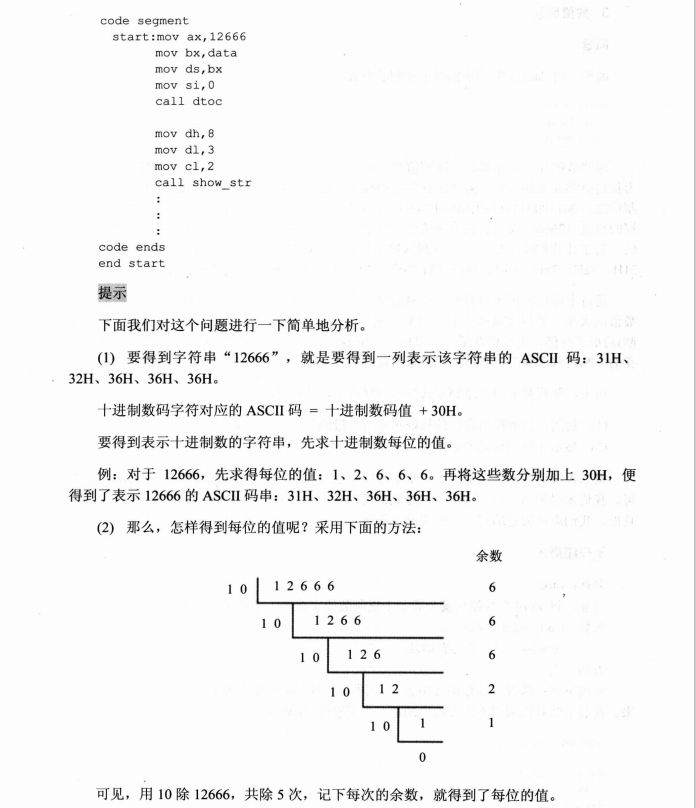 code segment
start:mov ax,12666
mov bx,data
mov ds,bx
mov si,0
call dtoc
mov dh,8
mov dl,3
mov cl,2
call show_str
:
:
:
code ends
end start
提示
下面我们对这个问题进行一下简单地分析。
(1) 要得到字符串“12666”，就是要得到一列表示该字符串的 ASCII 码：31H、
32H、36H、36H、36H。
十进制数码字符对应的 ASCII 码 = 十进制数码值 + 30H。
要得到表示十进制数的字符串，先求十进制数每位的值。
例：对于 12666，先求得每位的值：1、2、6、6、6。再将这些数分别加上 30H，便
得到了表示 12666 的 ASCII 码串：31H、32H、36H、36H、36H。
(2) 那么，怎样得到每位的值呢？采用下面的方法：
余数
10 12666 6
10 1266 6
10 126 6
10 12 2
10 1 1
0
可见，用 10 除 12666，共除 5 次，记下每次的余数，就得到了每位的值。